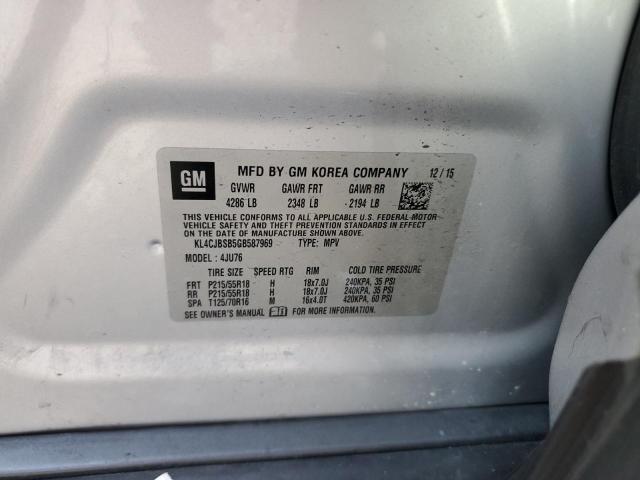 GM MFD BY GM KOREA COMPANY 12 / 15
GVWR GAWR FRT GAWR RR
4286 LB 2348 LB 2194 LB
THIS VEHICLE CONFORMS TO ALL APPLICABLE U.S. FEDERAL MOTOR
VEHICLE SAFETY AND THEFT PREVENTION STANDARDS IN EFFECT
ON THE DATE OF MANUFACTURE SHOWN ABOVE.
KL4CJBSB5GB587969 TYPE: MPV
MODEL : 4JU76
TIRE SIZE SPEED RTG RIM COLD TIRE PRESSURE
FRT P215/55R18 H 18x7.0J 240KPA, 35 PSI
RR P215/55R18 H 18x7.0J 240KPA, 35 PSI
SPA T125/70R16 M 16x4.0T 420KPA, 60 PSI
SEE OWNER'S MANUAL FOR MORE INFORMATION.